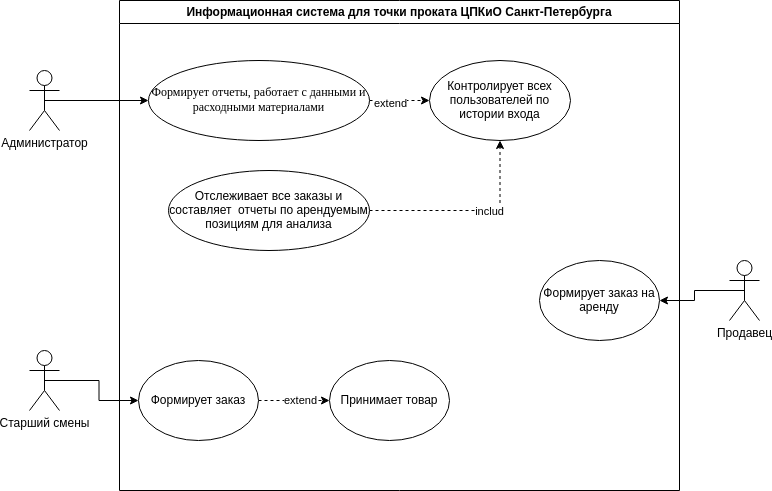 Информационная система для точки проката ЦПКиО Санкт-Петербурга
Администратор
Формирует отчеты, работает с данными и
расходными материалами
extend
Контролирует всех
пользователей по
истории входа
Отслеживает все заказы и
составляет отчеты по арендуемым
позициям для анализа
includ
Формирует заказ на
аренду
Продавец
Старший смены
Формирует заказ
extend
Принимает товар